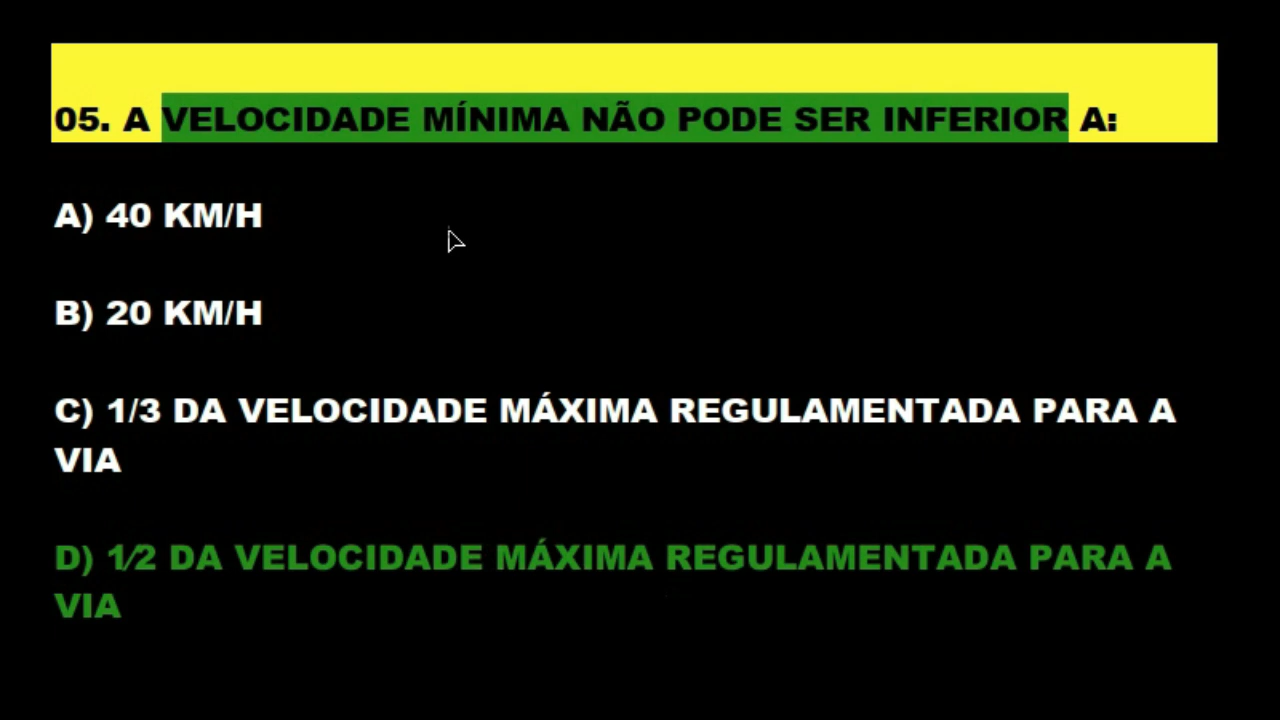 05. A VELOCIDADE MÍNIMA NÃO PODE SER INFERIOR A:
A) 40 KM/H
B) 20 KM/H
C) 1/3 DA VELOCIDADE MÁXIMA REGULAMENTADA PARA A
VIA
D) 1⁄2 DA VELOCIDADE MÁXIMA REGULAMENTADA PARA A
VIA